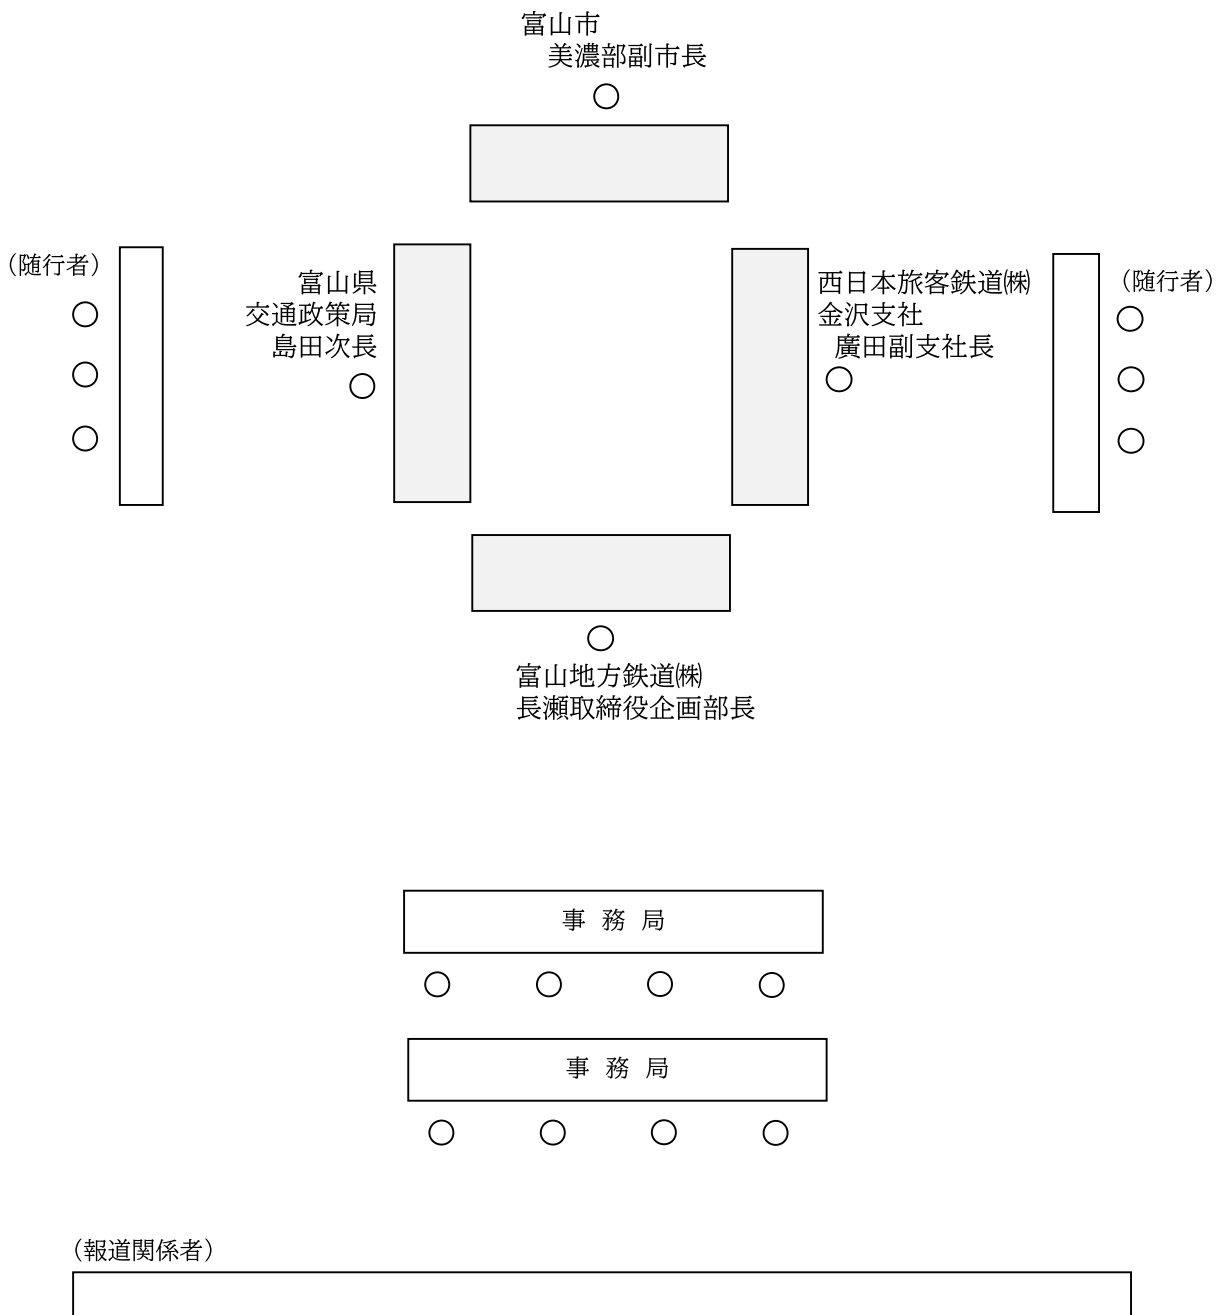 富山市
美濃部副市長
（随行者）
富山県
交通政策局
島田次長
西日本旅客鉄道㈱
金沢支社
廣田副支社長
（随行者）
富山地方鉄道㈱
長瀬取締役企画部長
事 務 局
事 務 局
（報道関係者）